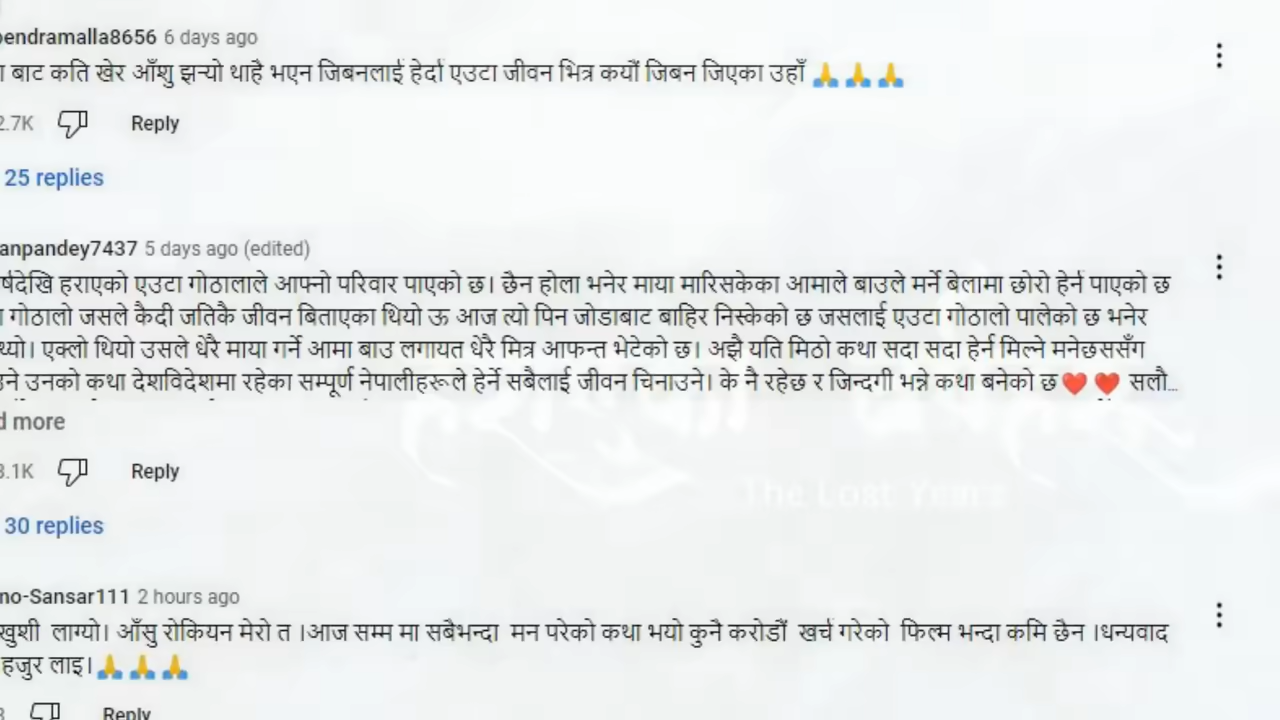 pendramalla8656 6 days ago
ा बाट कति खेर आँशु झर्‍यो थाहै भएन जिबनलाई हेर्दा एउटा जीवन भित्र कयौं जिबन जिएका उहाँ 🙏🙏🙏
2.7K Reply
25 replies
anpandey7437 5 days ago (edited)
र्षदेखि हराएको एउटा गोठालाले आफ्नो परिवार पाएको छ। छैन होला भनेर माया मारिसकेका आमाले बाउले मर्ने बेलामा छोरो हेर्न पाएको छ
ा गोठालो जसले कैदी जतिकै जीवन बिताएका थियो ऊ आज त्यो पिन जोडाबाट बाहिर निस्केको छ जसलाई एउटा गोठालो पालेको छ भनेर
थ्यो। एक्लो थियो उसले धेरै माया गर्ने आमा बाउ लगायत धेरै मित्र आफन्त भेटेको छ। अझै यति मिठो कथा सदा सदा हेर्न मिल्ने मनेछससँग
उने उनको कथा देशविदेशमा रहेका सम्पूर्ण नेपालीहरूले हेर्ने सबैलाई जीवन चिनाउने। के नै रहेछ र जिन्दगी भन्ने कथा बनेको छ❤️ ❤️ सलौ...
d more
3.1K Reply
30 replies
The Lost Years
no-Sansar111 2 hours ago
खुशी लाग्यो। आँसु रोकियन मेरो त ।आज सम्म मा सबैभन्दा मन परेको कथा भयो कुनै करोडौं खर्च गरेको फिल्म भन्दा कमि छैन ।धन्यवाद
हजुर लाइ।🙏🙏🙏
Reply